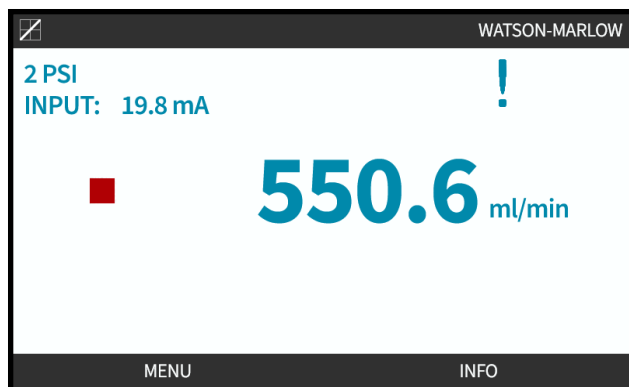 WATSON-MARLOW
2 PSI
INPUT: 19.8 mA
!
550.6 ml/min
MENU INFO